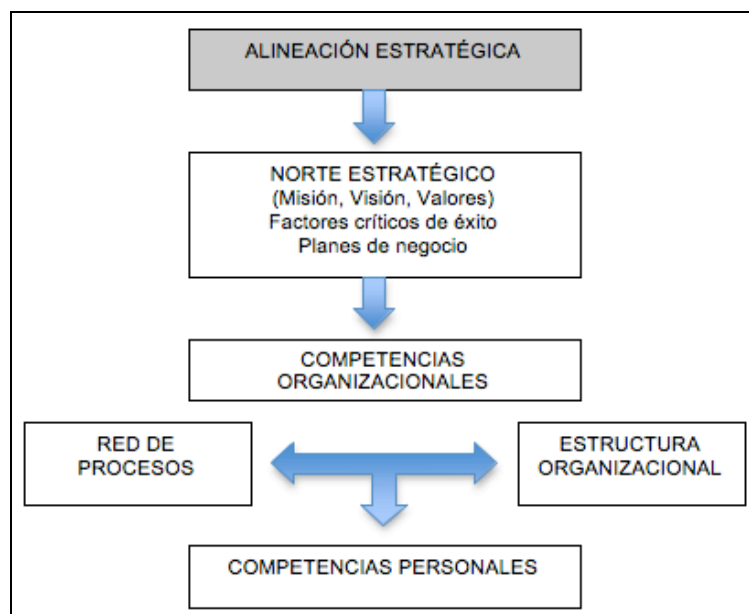 ALINEACIÓN ESTRATÉGICA
NORTE ESTRATÉGICO
(Misión, Visión, Valores)
Factores críticos de éxito
Planes de negocio
COMPETENCIAS
ORGANIZACIONALES
RED DE
PROCESOS
ESTRUCTURA
ORGANIZACIONAL
COMPETENCIAS PERSONALES